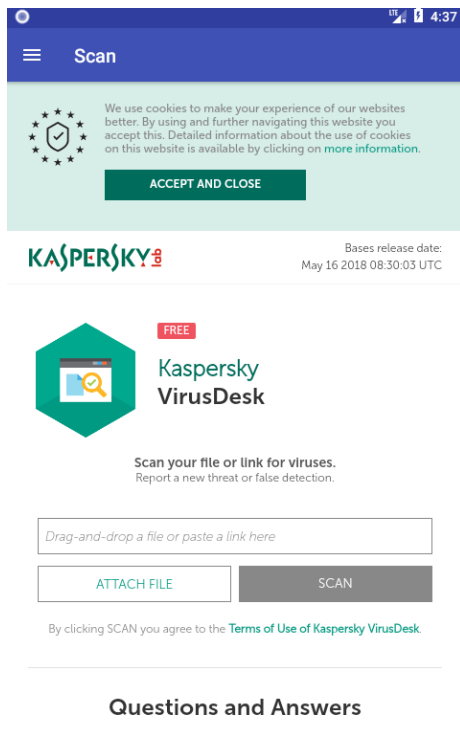 LTE 4:37
Scan
We use cookies to make your experience of our websites
better. By using and further navigating this website you
accept this. Detailed information about the use of cookies
on this website is available by clicking on more information.
ACCEPT AND CLOSE
KASPERSKY lab
Bases release date:
May 16 2018 08:30:03 UTC
FREE
Kaspersky
VirusDesk
Scan your file or link for viruses.
Report a new threat or false detection.
Drag-and-drop a file or paste a link here
ATTACH FILE
SCAN
By clicking SCAN you agree to the Terms of Use of Kaspersky VirusDesk.
Questions and Answers